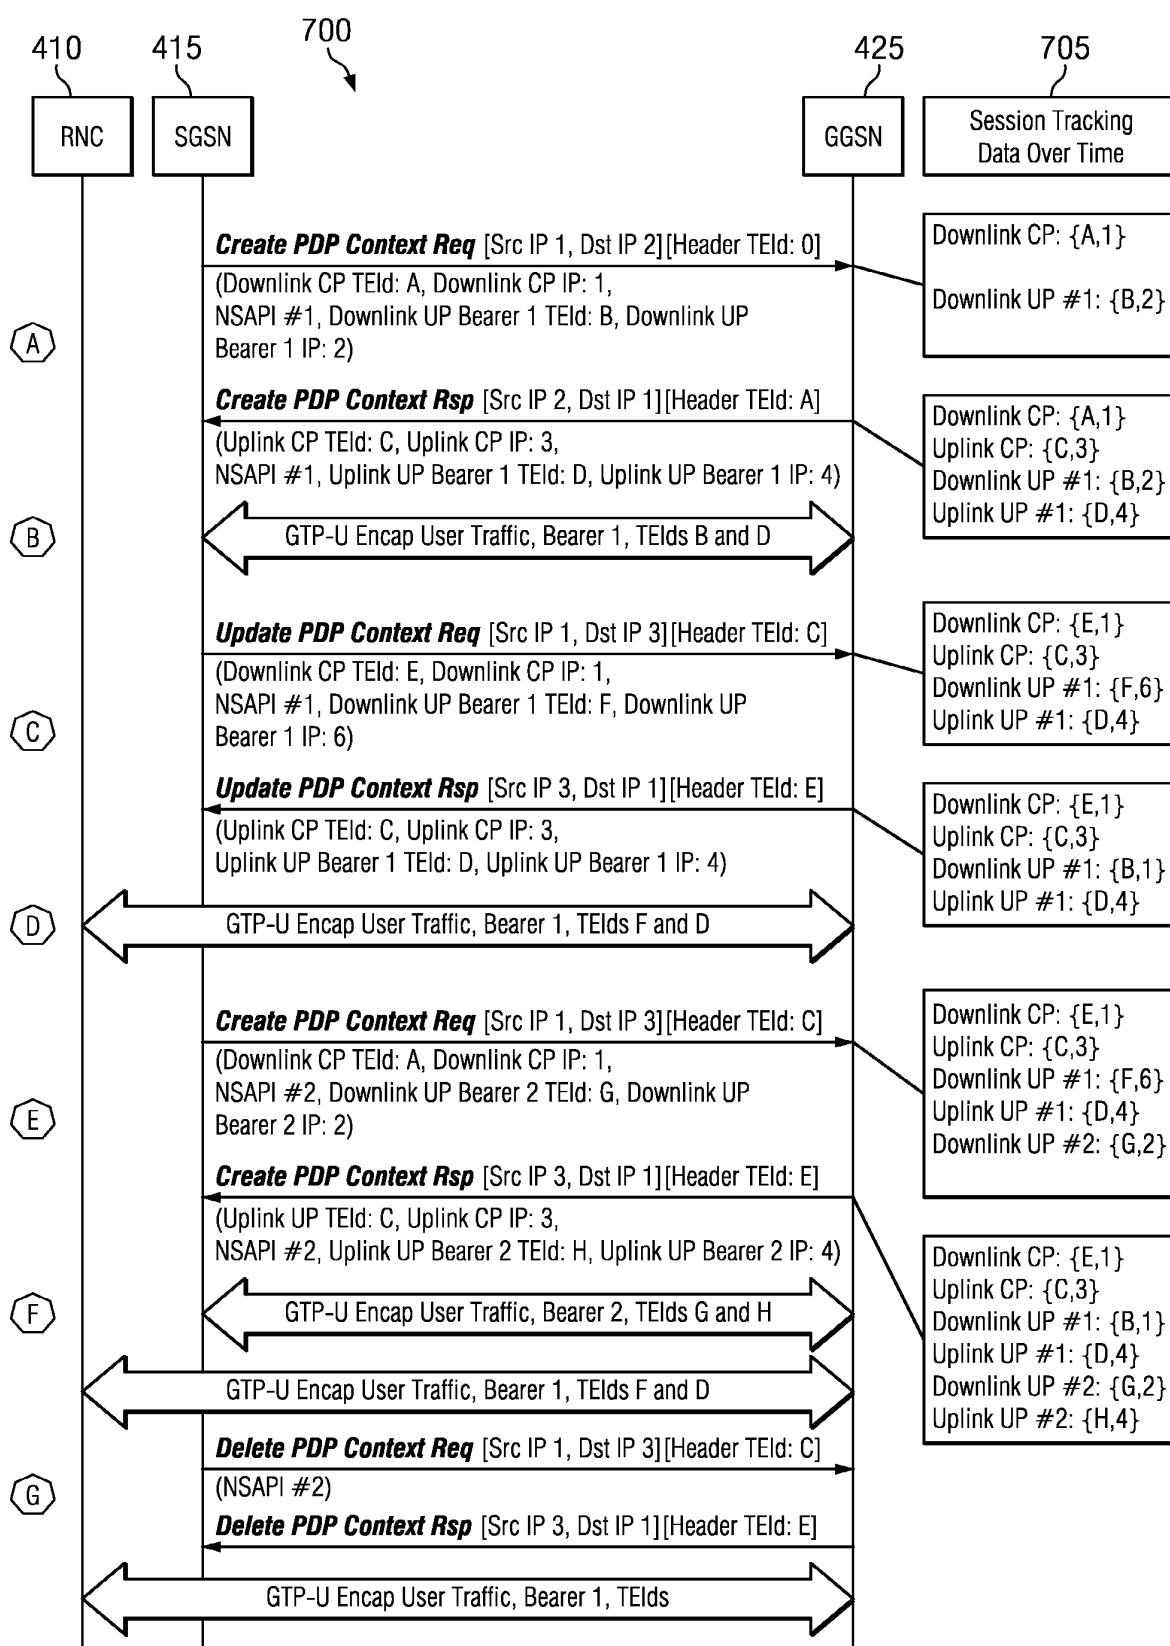 700
410
415
425
705
RNC
SGSN
GGSN
Session Tracking
Data Over Time
Create PDP Context Req [Src IP 1, Dst IP 2][Header TEId: 0]
(Downlink CP TEId: A, Downlink CP IP: 1,
NSAPI #1, Downlink UP Bearer 1 TEId: B, Downlink UP
Bearer 1 IP: 2)
Downlink CP: {A,1}
Downlink UP #1: {B,2}
A
Create PDP Context Rsp [Src IP 2, Dst IP 1][Header TEId: A]
(Uplink CP TEId: C, Uplink CP IP: 3,
NSAPI #1, Uplink UP Bearer 1 TEId: D, Uplink UP Bearer 1 IP: 4)
Downlink CP: {A,1}
Uplink CP: {C,3}
Downlink UP #1: {B,2}
Uplink UP #1: {D,4}
B
GTP-U Encap User Traffic, Bearer 1, TEIds B and D
Update PDP Context Req [Src IP 1, Dst IP 3][Header TEId: C]
(Downlink CP TEId: E, Downlink CP IP: 1,
NSAPI #1, Downlink UP Bearer 1 TEId: F, Downlink UP
Bearer 1 IP: 6)
Downlink CP: {E,1}
Uplink CP: {C,3}
Downlink UP #1: {F,6}
Uplink UP #1: {D,4}
C
Update PDP Context Rsp [Src IP 3, Dst IP 1][Header TEId: E]
(Uplink CP TEId: C, Uplink CP IP: 3,
Uplink UP Bearer 1 TEId: D, Uplink UP Bearer 1 IP: 4)
Downlink CP: {E,1}
Uplink CP: {C,3}
Downlink UP #1: {B,1}
Uplink UP #1: {D,4}
D
GTP-U Encap User Traffic, Bearer 1, TEIds F and D
Create PDP Context Req [Src IP 1, Dst IP 3][Header TEId: C]
(Downlink CP TEId: A, Downlink CP IP: 1,
NSAPI #2, Downlink UP Bearer 2 TEId: G, Downlink UP
Bearer 2 IP: 2)
Downlink CP: {E,1}
Uplink CP: {C,3}
Downlink UP #1: {F,6}
Uplink UP #1: {D,4}
Downlink UP #2: {G,2}
E
Create PDP Context Rsp [Src IP 3, Dst IP 1][Header TEId: E]
(Uplink UP TEId: C, Uplink CP IP: 3,
NSAPI #2, Uplink UP Bearer 2 TEId: H, Uplink UP Bearer 2 IP: 4)
Downlink CP: {E,1}
Uplink CP: {C,3}
Downlink UP #1: {B,1}
Uplink UP #1: {D,4}
Downlink UP #2: {G,2}
Uplink UP #2: {H,4}
F
GTP-U Encap User Traffic, Bearer 2, TEIds G and H
GTP-U Encap User Traffic, Bearer 1, TEIds F and D
Delete PDP Context Req [Src IP 1, Dst IP 3][Header TEId: C]
(NSAPI #2)
G
Delete PDP Context Rsp [Src IP 3, Dst IP 1][Header TEId: E]
GTP-U Encap User Traffic, Bearer 1, TEIds